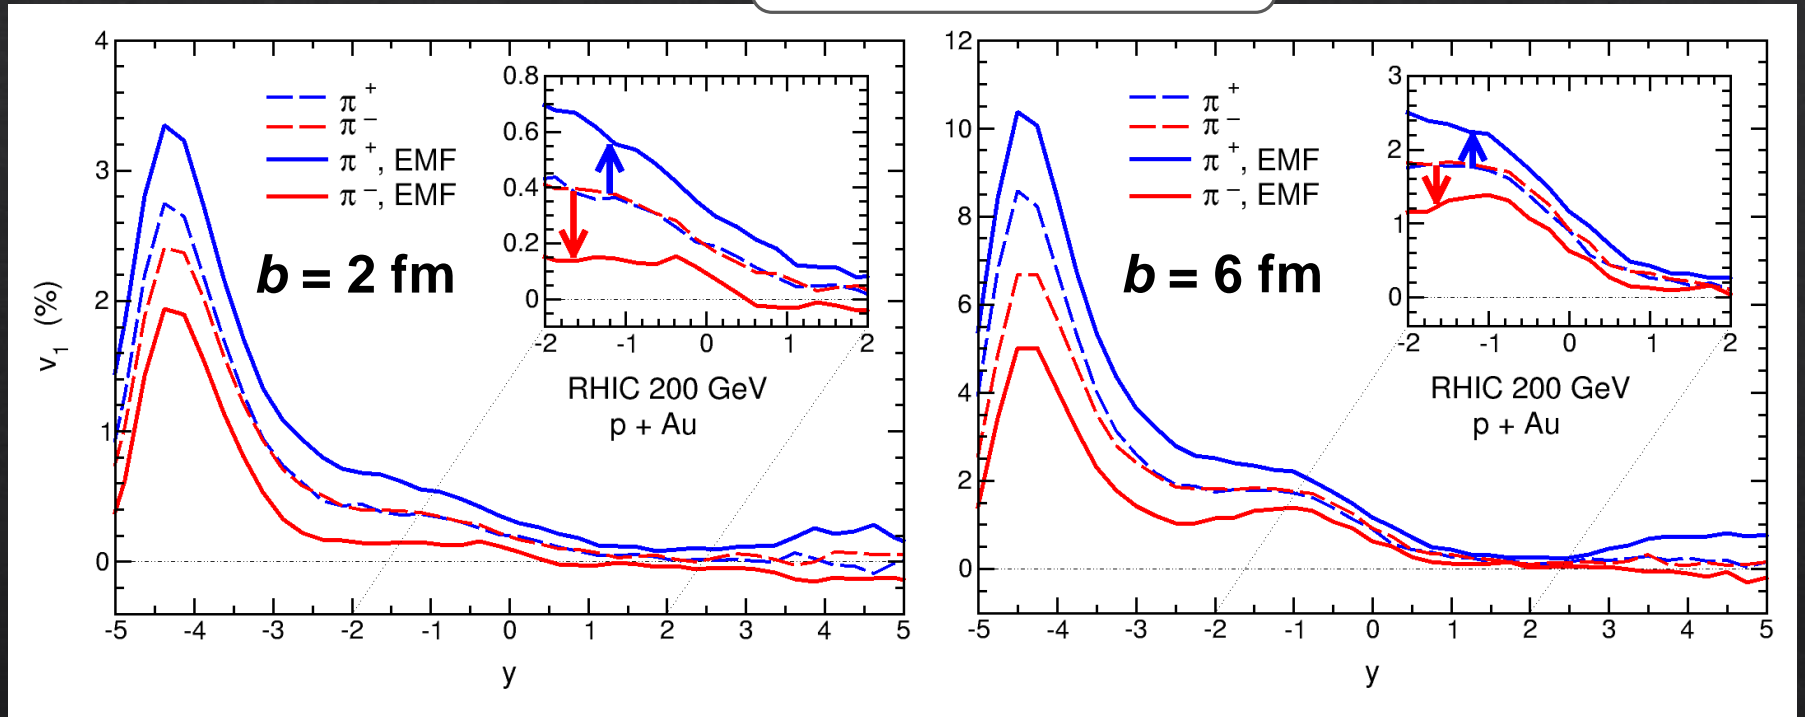 v₁ (%)
4
3
2
1
0
-5 -4 -3 -2 -1 0 1 2 3 4 5
y
π⁺
π⁻
π⁺, EMF
π⁻, EMF
b = 2 fm
0.8
0.6
0.4
0.2
0
-2 -1 0 1 2
RHIC 200 GeV
p + Au
12
10
8
6
4
2
0
-5 -4 -3 -2 -1 0 1 2 3 4 5
y
π⁺
π⁻
π⁺, EMF
π⁻, EMF
b = 6 fm
3
2
1
0
-2 -1 0 1 2
RHIC 200 GeV
p + Au